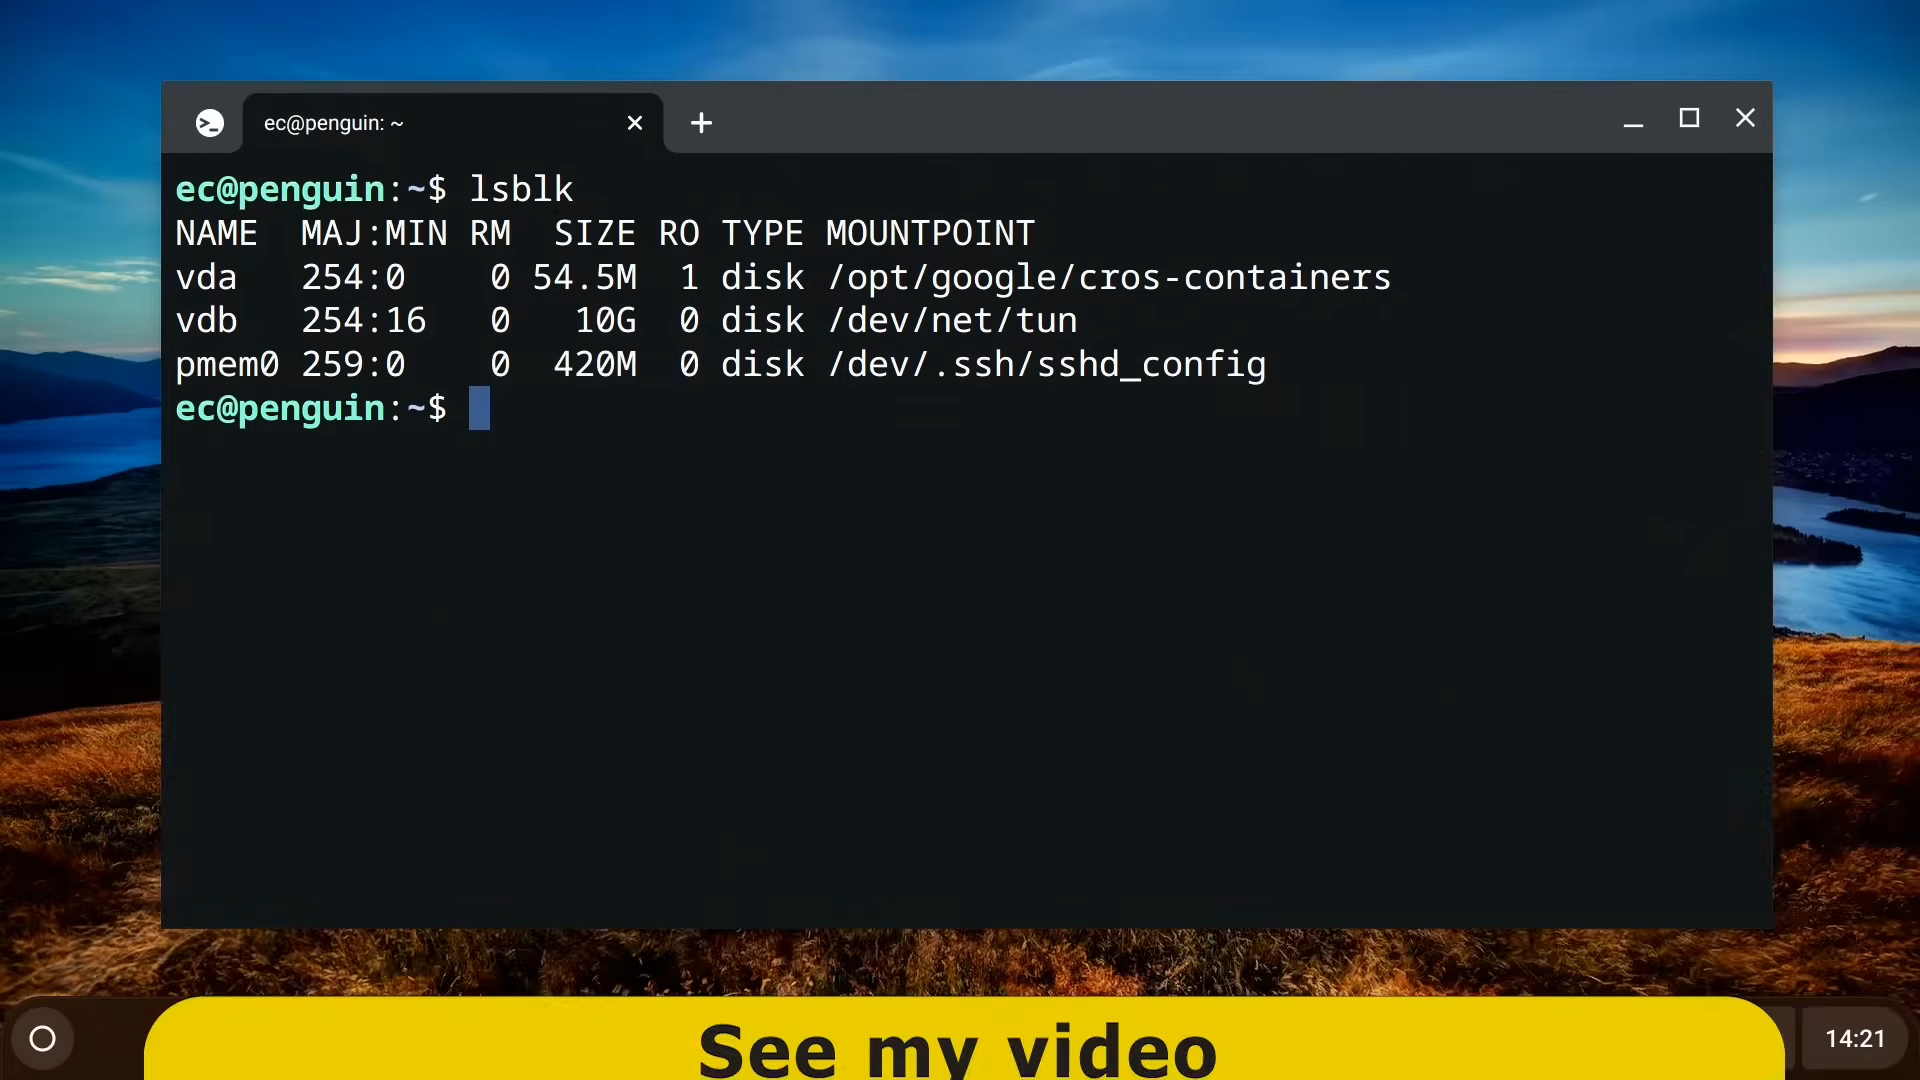 ec@penguin: ~
ec@penguin:~$ lsblk
NAME  MAJ:MIN RM  SIZE RO TYPE MOUNTPOINT
vda   254:0    0 54.5M  1 disk /opt/google/cros-containers
vdb   254:16   0   10G  0 disk /dev/net/tun
pmem0 259:0    0  420M  0 disk /dev/.ssh/sshd_config
ec@penguin:~$
See my video
14:21